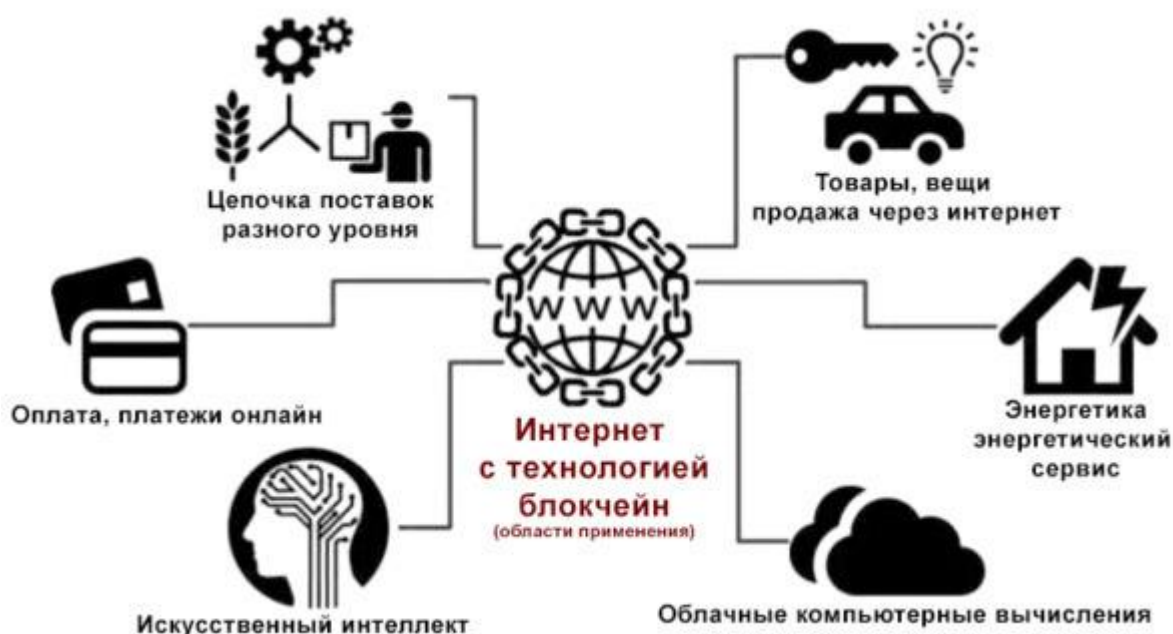 Цепочка поставок
разного уровня
Товары, вещи
продажа через интернет
WWW
Оплата, платежи онлайн
Энергетика
энергетический
сервис
Интернет
с технологией
блокчейн
(области применения)
Искусственный интеллект
Облачные компьютерные вычисления